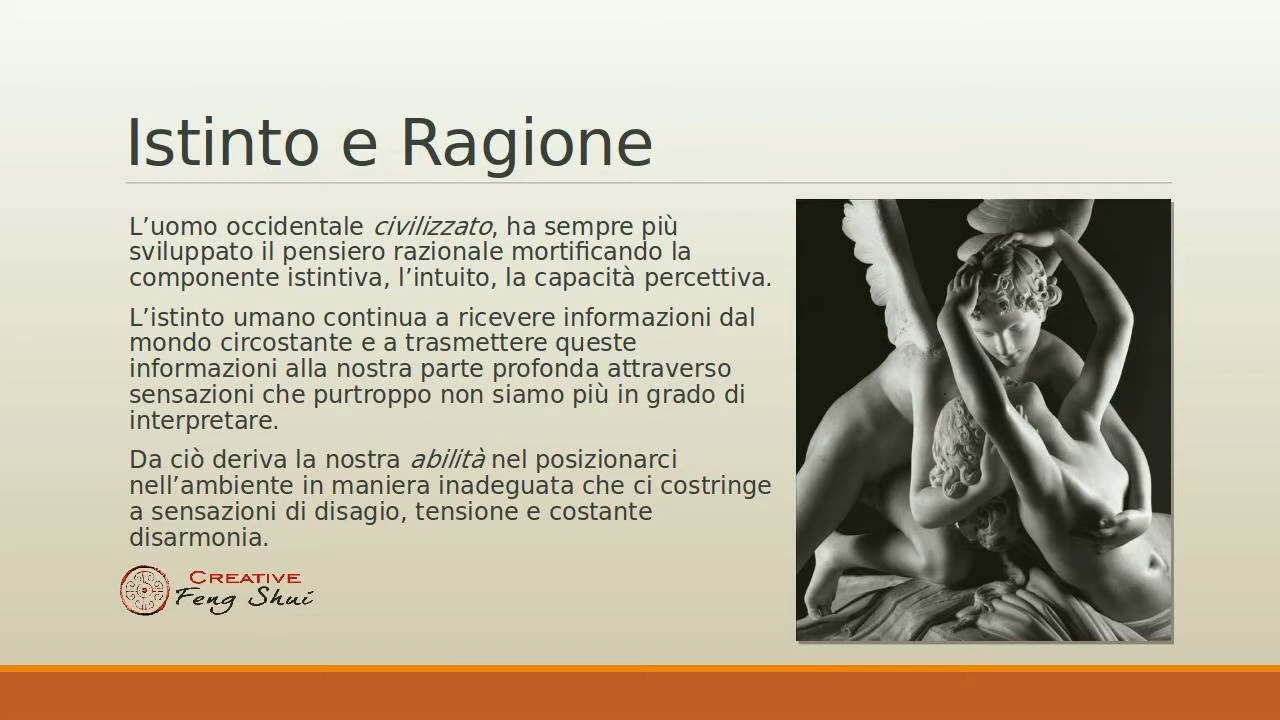 Istinto e Ragione
L’uomo occidentale civilizzato, ha sempre più
sviluppato il pensiero razionale mortificando la
componente istintiva, l’intuito, la capacità percettiva.
L’istinto umano continua a ricevere informazioni dal
mondo circostante e a trasmettere queste
informazioni alla nostra parte profonda attraverso
sensazioni che purtroppo non siamo più in grado di
interpretare.
Da ciò deriva la nostra abilità nel posizionarci
nell’ambiente in maniera inadeguata che ci costringe
a sensazioni di disagio, tensione e costante
disarmonia.
CREATIVE
Feng Shui